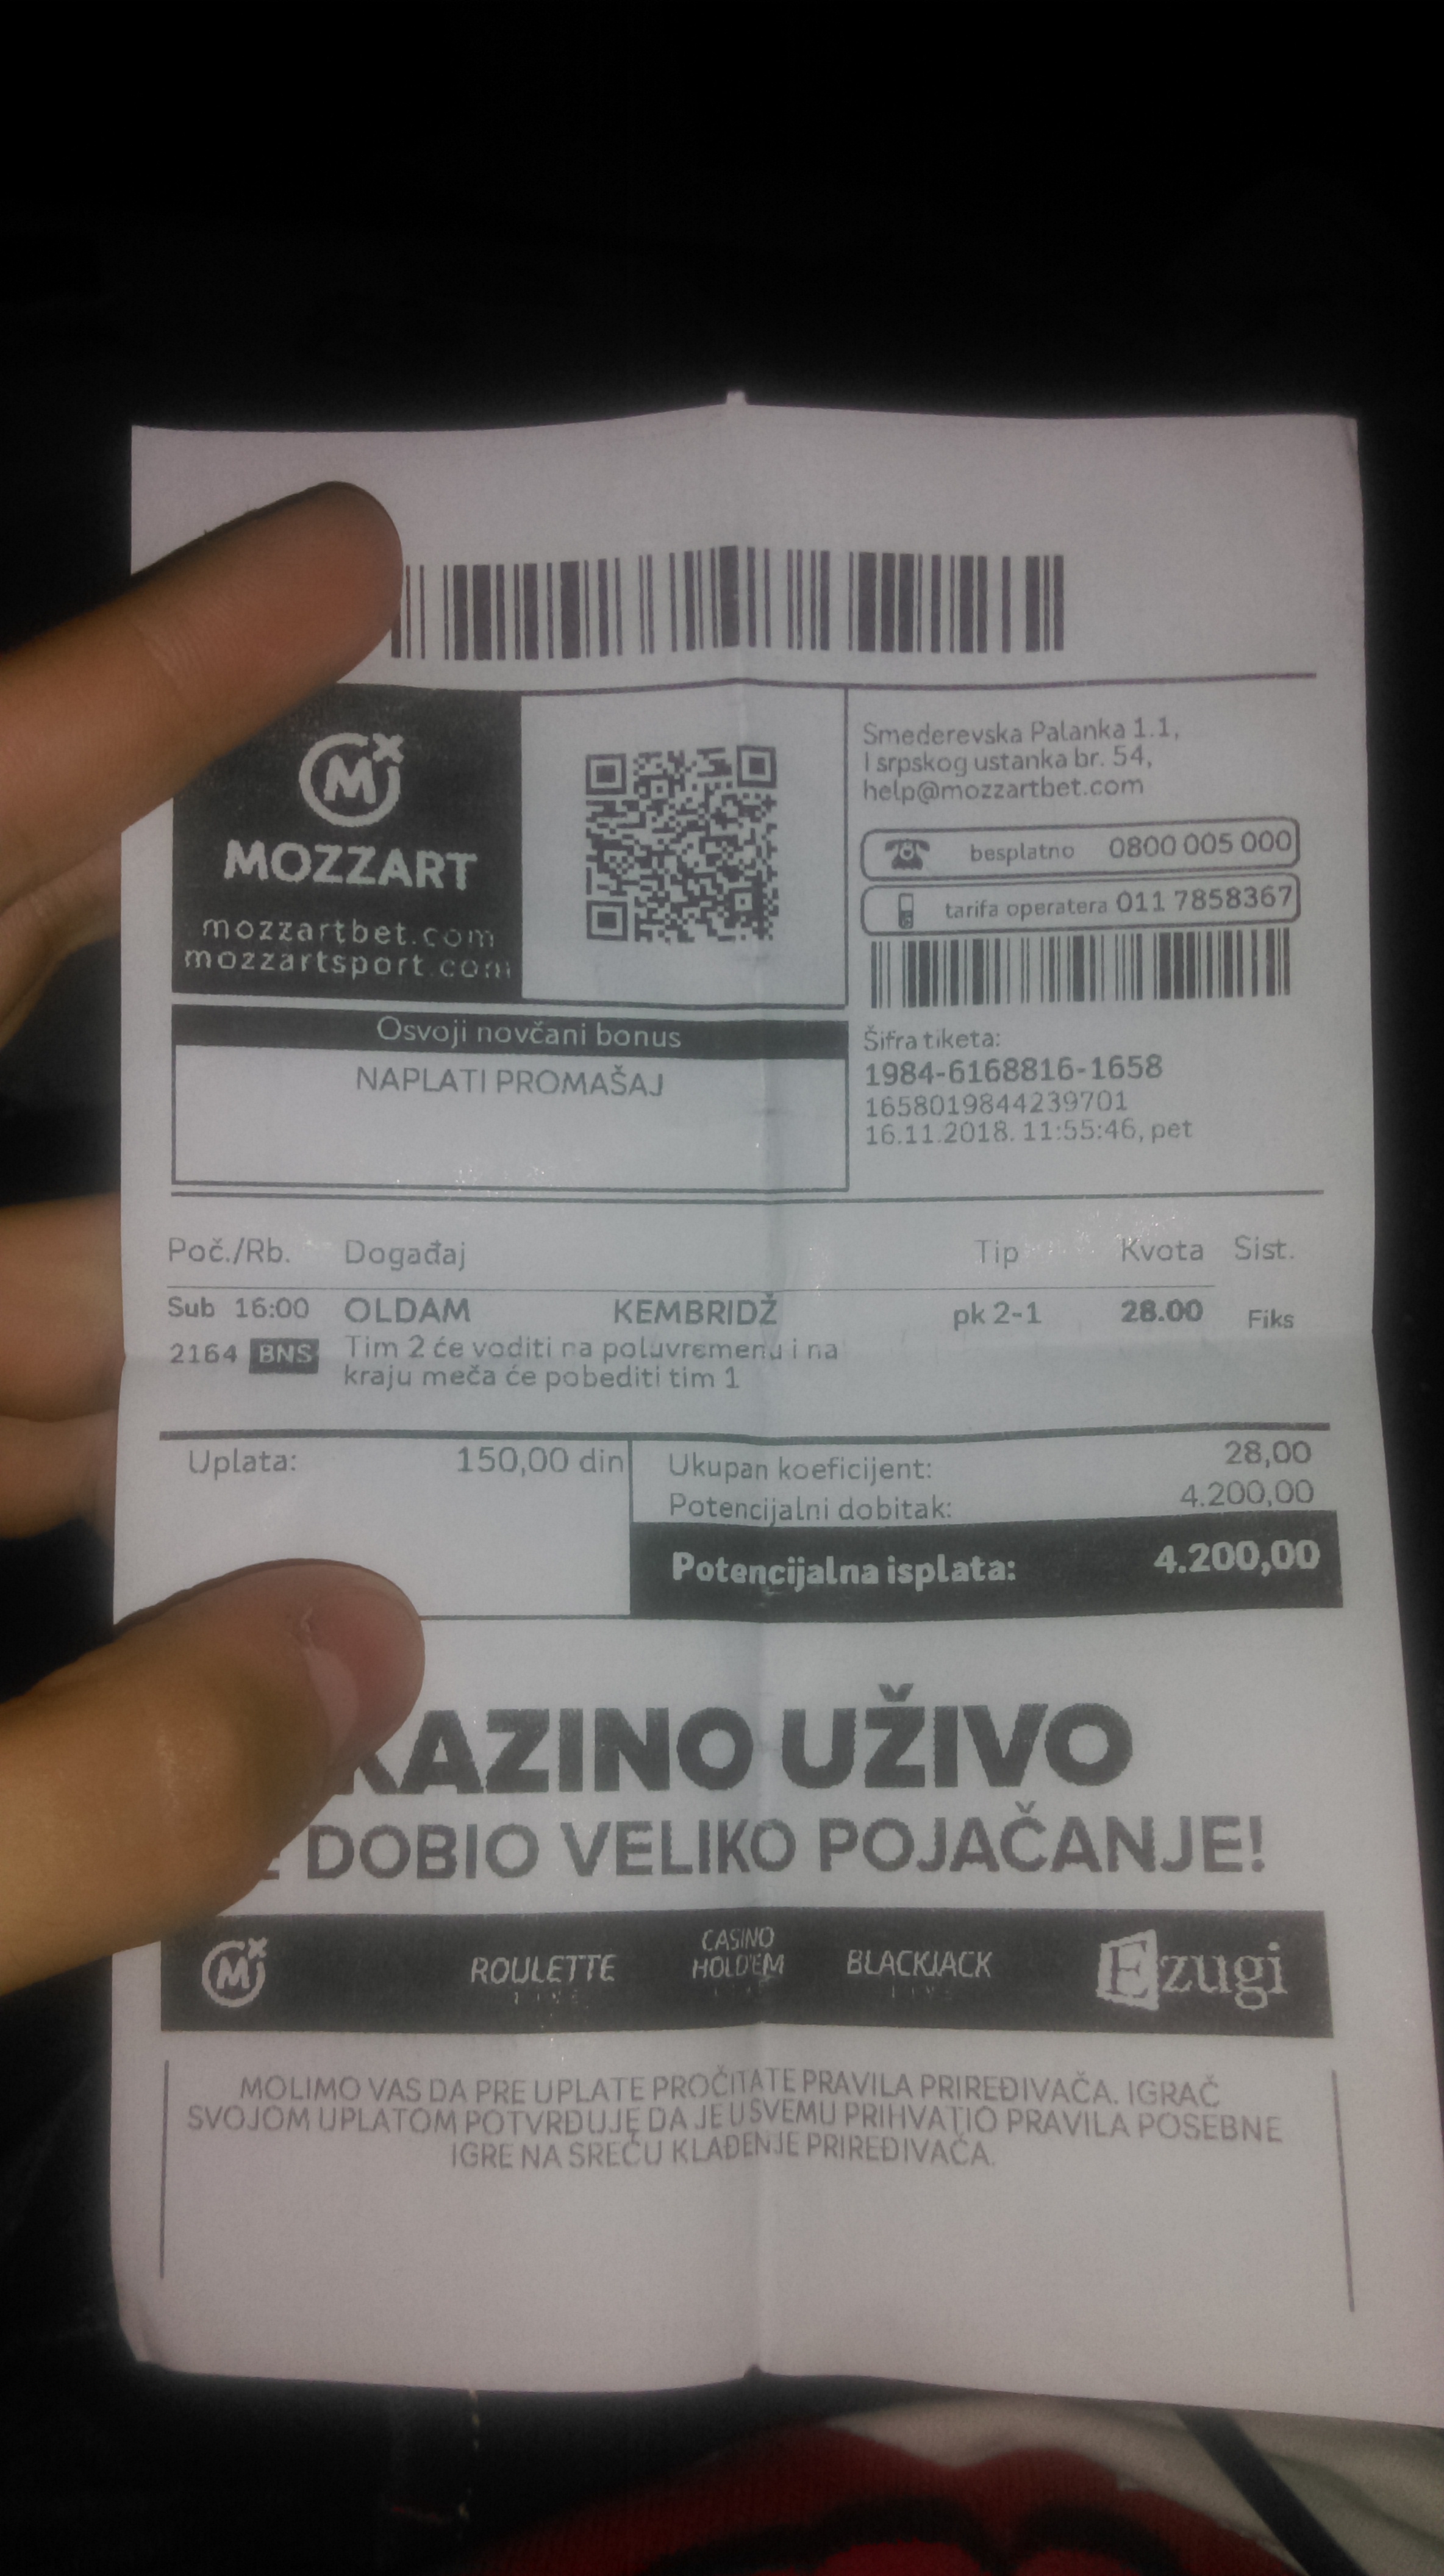 MOZZART
mozzartbet.com
mozzartsport.com
Smederevska Palanka 1.1,
I srpskog ustanka br. 54,
help@mozzartbet.com
besplatno 0800 005 000
tarifa operatera 011 7858367
Osvoji novčani bonus
NAPLATI PROMAŠAJ
Šifra tiketa:
1984-6168816-1658
1658019844239701
16.11.2018. 11:55:46, pet
Poč./Rb. Događaj Tip Kvota Sist.
Sub 16:00 OLDAM KEMBRIDŽ pk 2-1 28.00 Fiks
2164 BNS Tim 2 će voditi na poluvremenu i na
kraju meča će pobediti tim 1
Uplata: 150,00 din
Ukupan koeficijent: 28,00
Potencijalni dobitak: 4.200,00
Potencijalna isplata: 4.200,00
KAZINO UŽIVO
DOBIO VELIKO POJAČANJE!
M
ROULETTE
CASINO
HOLD'EM
BLACKJACK
Ezugi
MOLIMO VAS DA PRE UPLATE PROČITATE PRAVILA PRIREĐIVAČA. IGRAČ
SVOJOM UPLATOM POTVRĐUJE DA JE U SVEMU PRIHVATIO PRAVILA POSEBNE
IGRE NA SREĆU KLAĐENJE PRIREĐIVAČA.